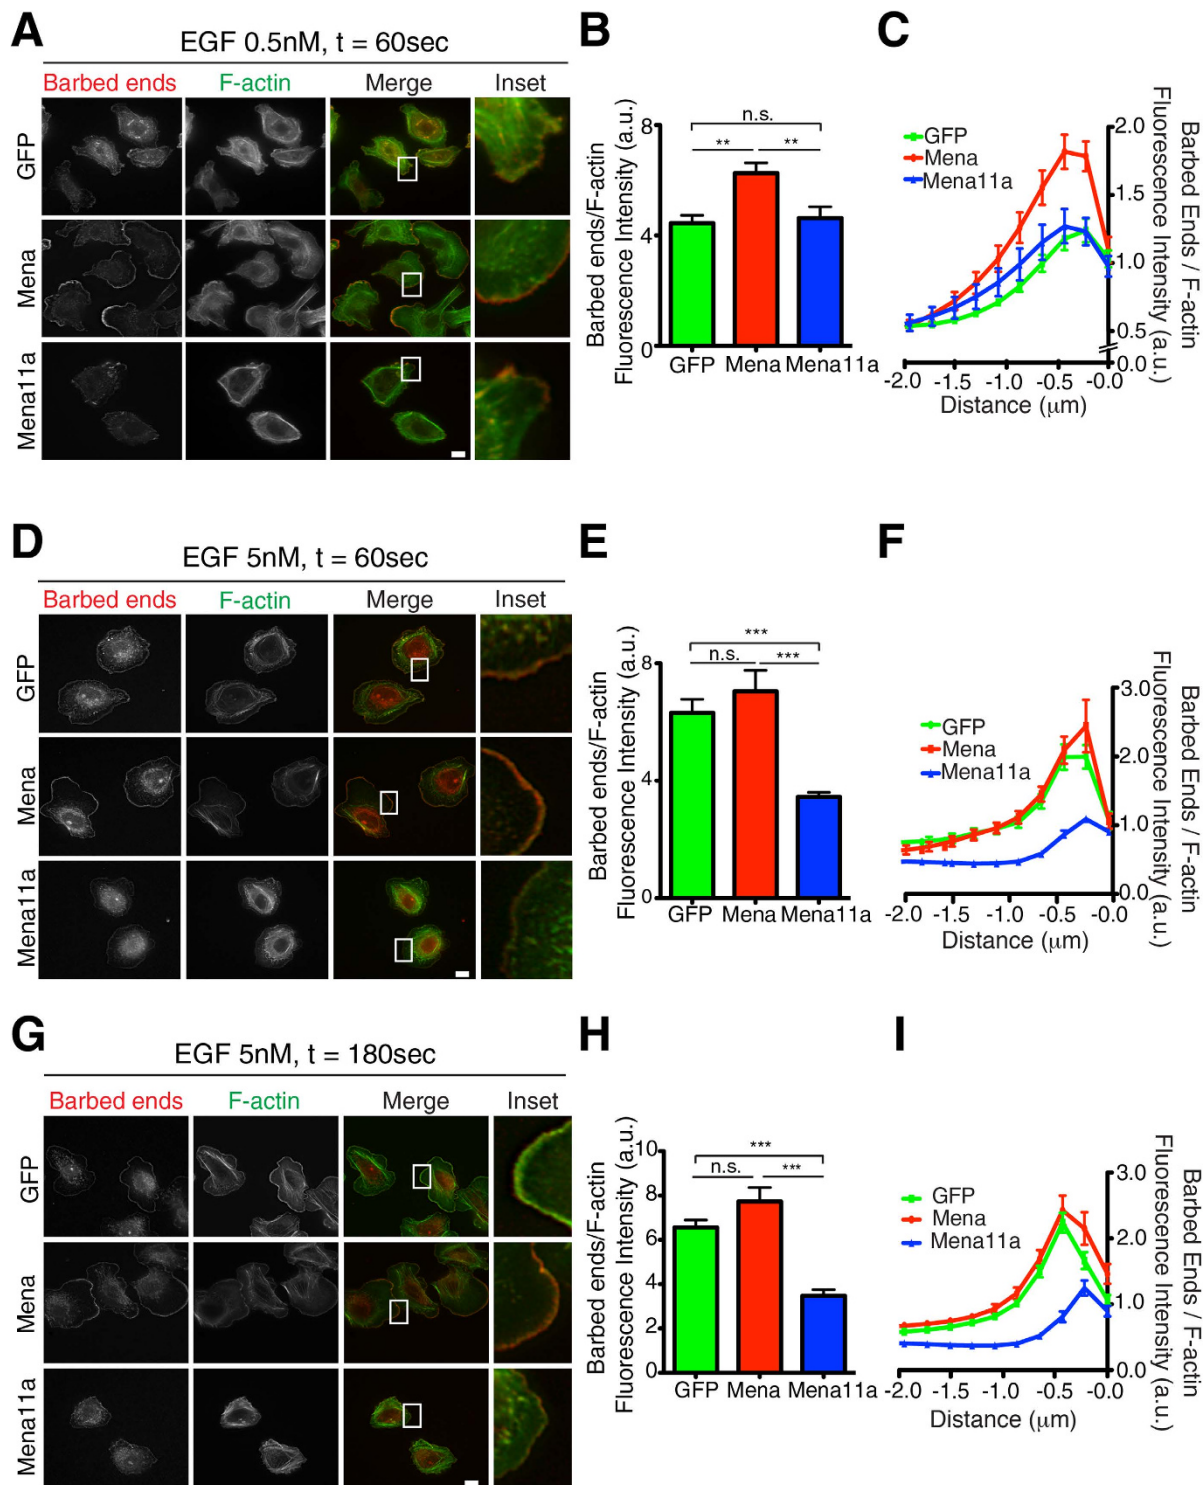 A
EGF 0.5nM, t = 60sec
Barbed ends F-actin Merge Inset
GFP
Mena
Mena11a
B
Barbed ends/F-actin
Fluorescence Intensity (a.u.)
8
4
0
n.s.
** **
GFP Mena Mena11a
C
GFP
Mena
Mena11a
2.0
1.5
1.0
0.5
0.0
-2.0 -1.5 -1.0 -0.5 -0.0
Distance (μm)
Barbed Ends / F-actin
Fluorescence Intensity (a.u.)
D
EGF 5nM, t = 60sec
Barbed ends F-actin Merge Inset
GFP
Mena
Mena11a
E
Barbed ends/F-actin
Fluorescence Intensity (a.u.)
8
4
0
***
n.s. ***
GFP Mena Mena11a
F
GFP
Mena
Mena11a
3.0
2.0
1.0
0.0
-2.0 -1.5 -1.0 -0.5 -0.0
Distance (μm)
Barbed Ends / F-actin
Fluorescence Intensity (a.u.)
G
EGF 5nM, t = 180sec
Barbed ends F-actin Merge Inset
GFP
Mena
Mena11a
H
Barbed ends/F-actin
Fluorescence Intensity (a.u.)
10
8
6
4
2
0
***
n.s. ***
GFP Mena Mena11a
I
GFP
Mena
Mena11a
3.0
2.0
1.0
0.0
-2.0 -1.5 -1.0 -0.5 -0.0
Distance (μm)
Barbed Ends / F-actin
Fluorescence Intensity (a.u.)